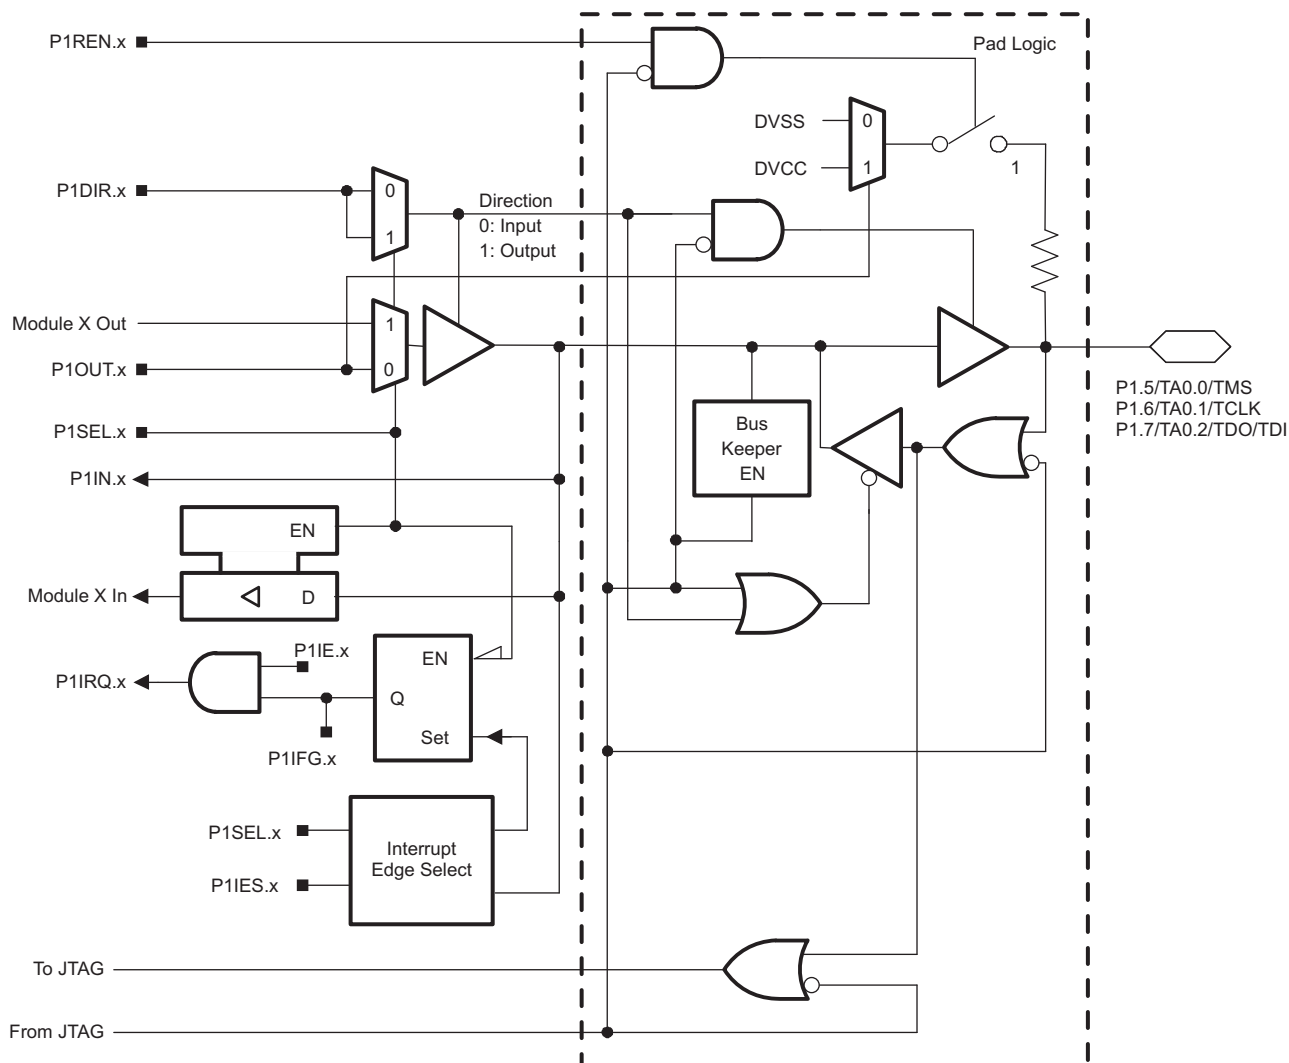 P1REN.x
Pad Logic
DVSS
0
DVCC
1
1
P1DIR.x
0
1
Direction
0: Input
1: Output
Module X Out
1
P1OUT.x
0
P1.5/TA0.0/TMS
P1.6/TA0.1/TCLK
P1.7/TA0.2/TDO/TDI
P1SEL.x
Bus
Keeper
EN
P1IN.x
EN
Module X In
D
P1IE.x
EN
P1IRQ.x
Q
Set
P1IFG.x
P1SEL.x
Interrupt
Edge Select
P1IES.x
To JTAG
From JTAG